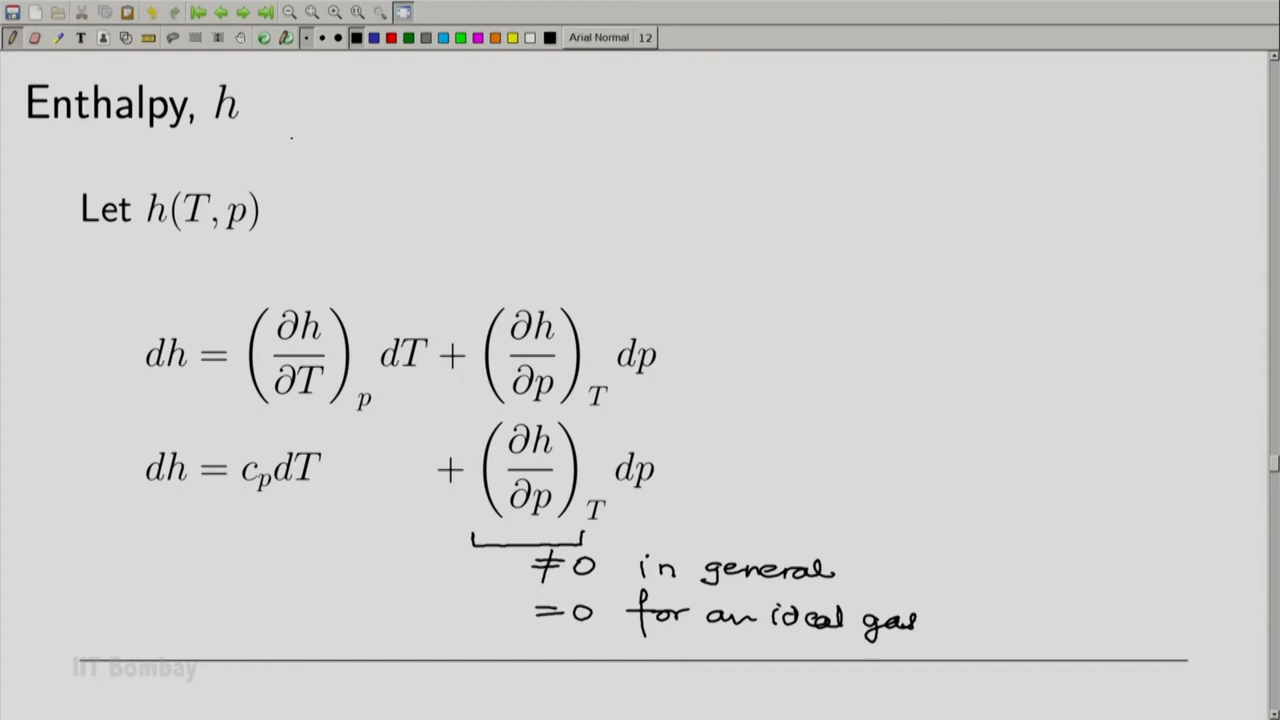 Arial Normal 12
Enthalpy, h
Let h(T, p)
dh = (∂h/∂T)_p dT + (∂h/∂p)_T dp
dh = c_p dT + (∂h/∂p)_T dp
≠ 0 in general
= 0 for an ideal gas
IIT Bombay